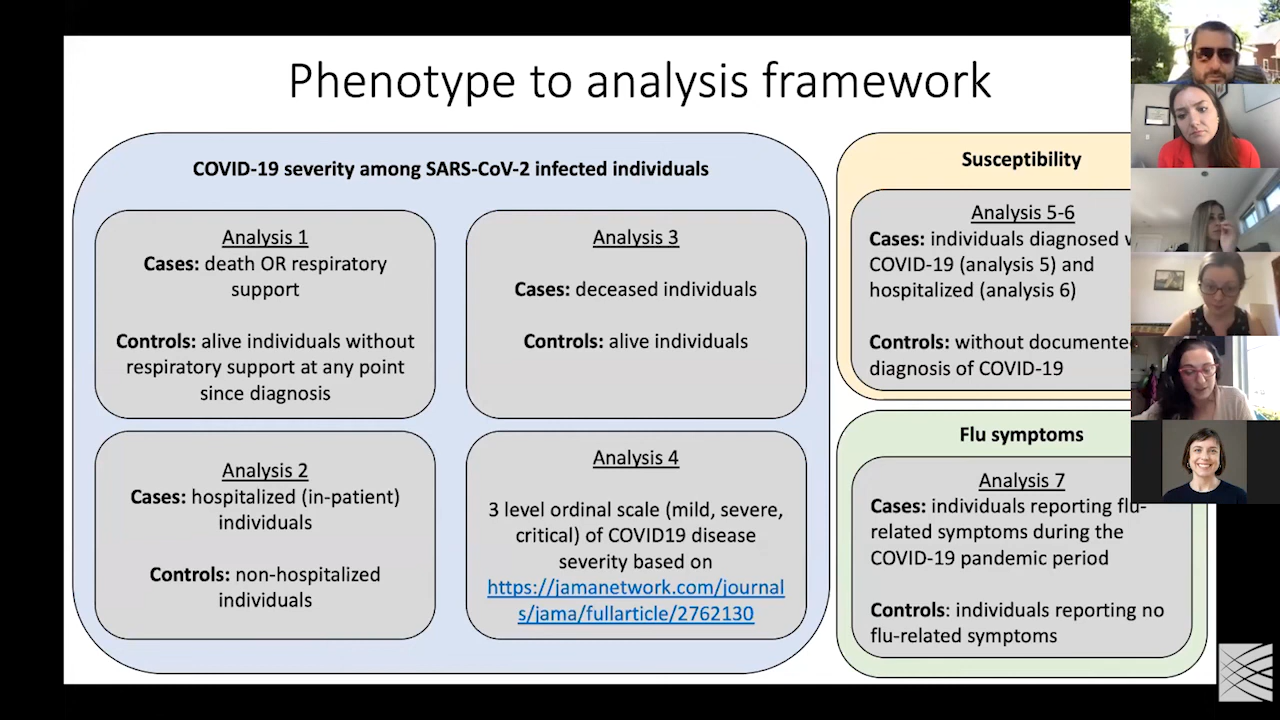 Phenotype to analysis framework
COVID-19 severity among SARS-CoV-2 infected individuals
Analysis 1
Cases: death OR respiratory
support
Controls: alive individuals without
respiratory support at any point
since diagnosis
Analysis 3
Cases: deceased individuals
Controls: alive individuals
Analysis 2
Cases: hospitalized (in-patient)
individuals
Controls: non-hospitalized
individuals
Analysis 4
3 level ordinal scale (mild, severe,
critical) of COVID19 disease
severity based on
https://jamanetwork.com/journal
s/jama/fullarticle/2762130
Susceptibility
Analysis 5-6
Cases: individuals diagnosed
COVID-19 (analysis 5) and
hospitalized (analysis 6)
Controls: without documente
diagnosis of COVID-19
Flu symptoms
Analysis 7
Cases: individuals reporting flu-
related symptoms during the
COVID-19 pandemic period
Controls: individuals reporting no
flu-related symptoms